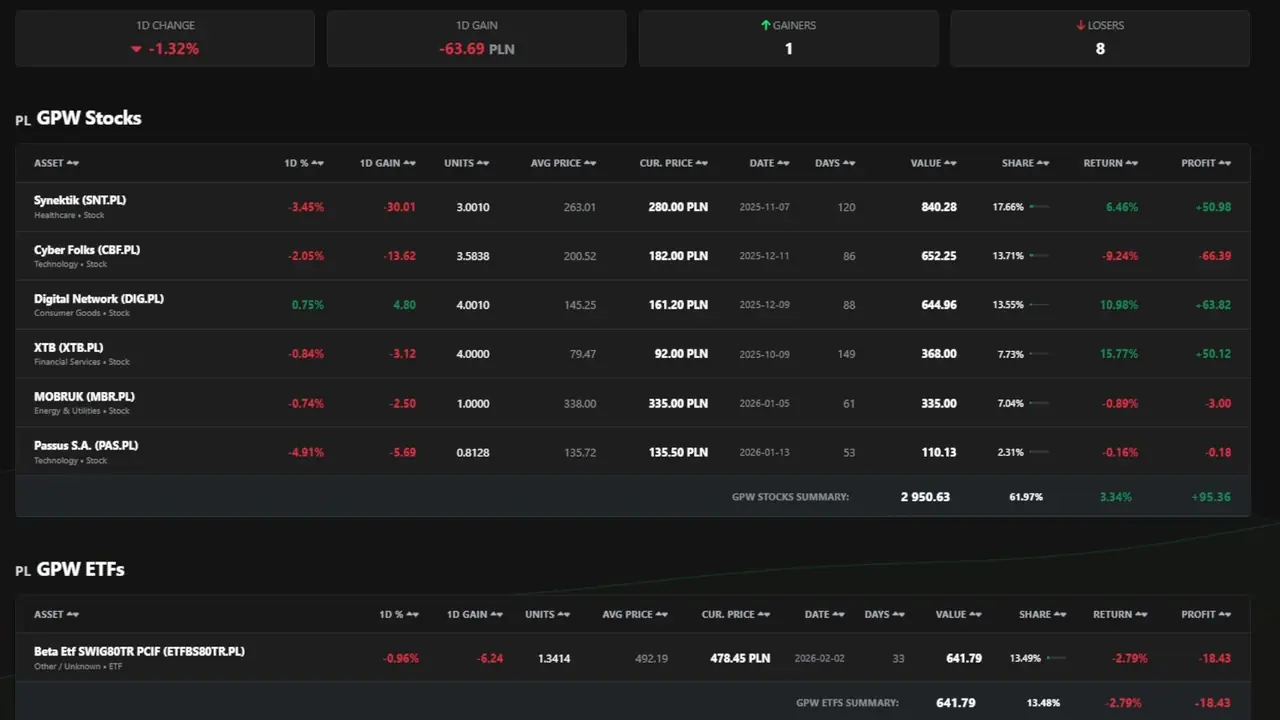 1D CHANGE
-1.32%
1D GAIN
-63.69 PLN
GAINERS
1
LOSERS
8
PL GPW Stocks
ASSET 1D % 1D GAIN UNITS AVG PRICE CUR. PRICE DATE DAYS VALUE SHARE RETURN PROFIT
Synektik (SNT.PL)
Healthcare • Stock
-3.45% -30.01 3.0010 263.01 280.00 PLN 2025-11-07 120 840.28 17.66% 6.46% +50.98
Cyber Folks (CBF.PL)
Technology • Stock
-2.05% -13.62 3.5838 200.52 182.00 PLN 2025-12-11 86 652.25 13.71% -9.24% -66.39
Digital Network (DIG.PL)
Consumer Goods • Stock
0.75% 4.80 4.0010 145.25 161.20 PLN 2025-12-09 88 644.96 13.55% 10.98% +63.82
XTB (XTB.PL)
Financial Services • Stock
-0.84% -3.12 4.0000 79.47 92.00 PLN 2025-10-09 149 368.00 7.73% 15.77% +50.12
MOBRUK (MBR.PL)
Energy & Utilities • Stock
-0.74% -2.50 1.0000 338.00 335.00 PLN 2026-01-05 61 335.00 7.04% -0.89% -3.00
Passus S.A. (PAS.PL)
Technology • Stock
-4.91% -5.69 0.8128 135.72 135.50 PLN 2026-01-13 53 110.13 2.31% -0.16% -0.18
GPW STOCKS SUMMARY: 2 950.63 61.97% 3.34% +95.36
PL GPW ETFs
ASSET 1D % 1D GAIN UNITS AVG PRICE CUR. PRICE DATE DAYS VALUE SHARE RETURN PROFIT
Beta Etf SWIG80TR PCIF (ETFBS80TR.PL)
Other / Unknown • ETF
-0.96% -6.24 1.3414 492.19 478.45 PLN 2026-02-02 33 641.79 13.49% -2.79% -18.43
GPW ETFS SUMMARY: 641.79 13.48% -2.79% -18.43